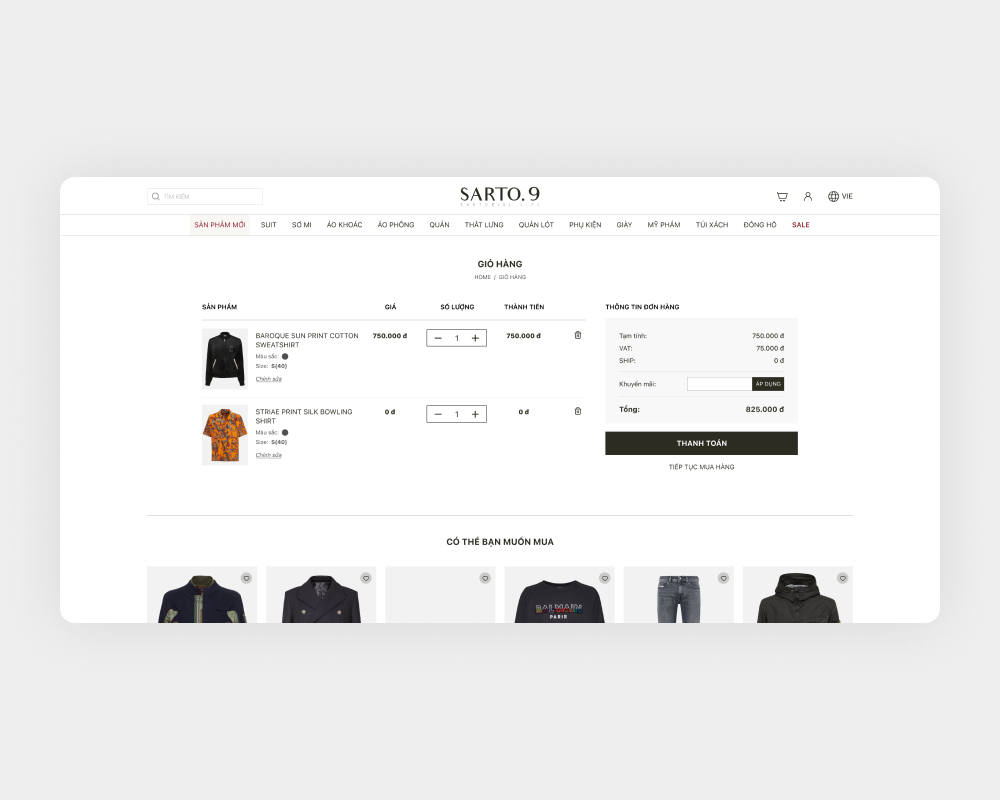 TÌM KIẾM
SARTO.9
SARTORIAL LIFE
VIE
SẢN PHẨM MỚI SUIT SƠ MI ÁO KHOÁC ÁO PHÔNG QUẦN THẮT LƯNG QUẦN LÓT PHỤ KIỆN GIÀY MỸ PHẨM TÚI XÁCH ĐỒNG HỒ SALE
GIỎ HÀNG
HOME / GIỎ HÀNG
SẢN PHẨM GIÁ SỐ LƯỢNG THÀNH TIỀN
BAROQUE SUN PRINT COTTON
SWEATSHIRT
750.000 đ 1 750.000 đ
Màu sắc:
Size: S(40)
Chỉnh sửa
STRIAE PRINT SILK BOWLING
SHIRT
0 đ 1 0 đ
Màu sắc:
Size: S(40)
Chỉnh sửa
THÔNG TIN ĐƠN HÀNG
Tạm tính: 750.000 đ
VAT: 75.000 đ
SHIP: 0 đ
Khuyến mãi: ÁP DỤNG
Tổng: 825.000 đ
THANH TOÁN
TIẾP TỤC MUA HÀNG
CÓ THỂ BẠN MUỐN MUA
BALMAIN
PARIS